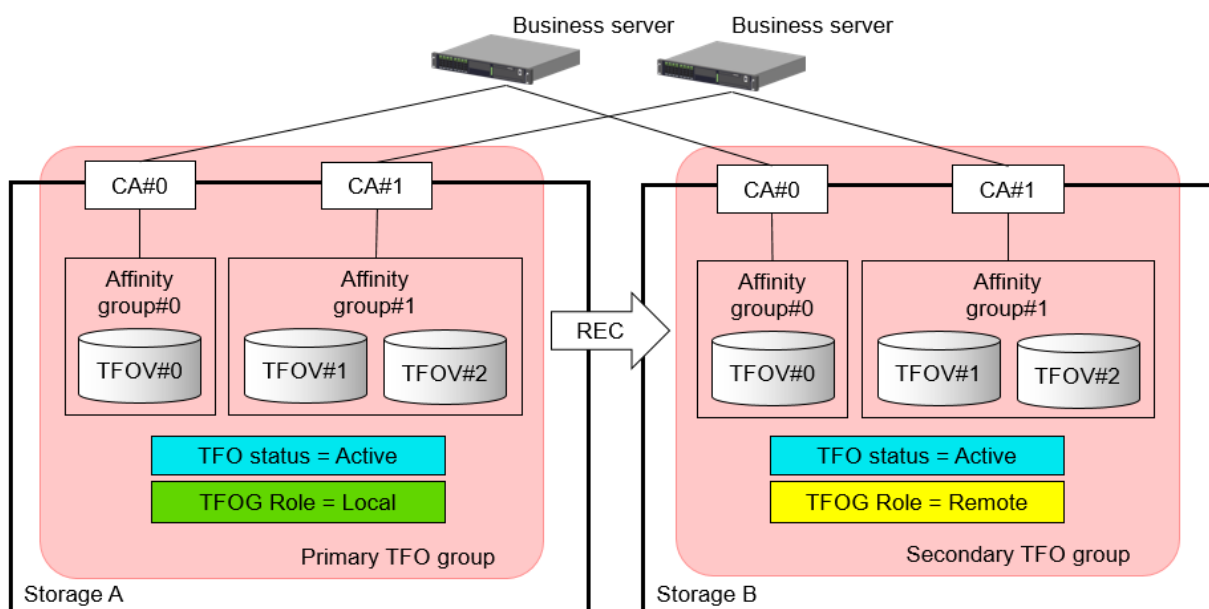 Business server
Business server
CA#0
CA#1
Affinity
group#0
TFOV#0
Affinity
group#1
TFOV#1
TFOV#2
TFO status = Active
TFOG Role = Local
Primary TFO group
Storage A
REC
CA#0
CA#1
Affinity
group#0
TFOV#0
Affinity
group#1
TFOV#1
TFOV#2
TFO status = Active
TFOG Role = Remote
Secondary TFO group
Storage B